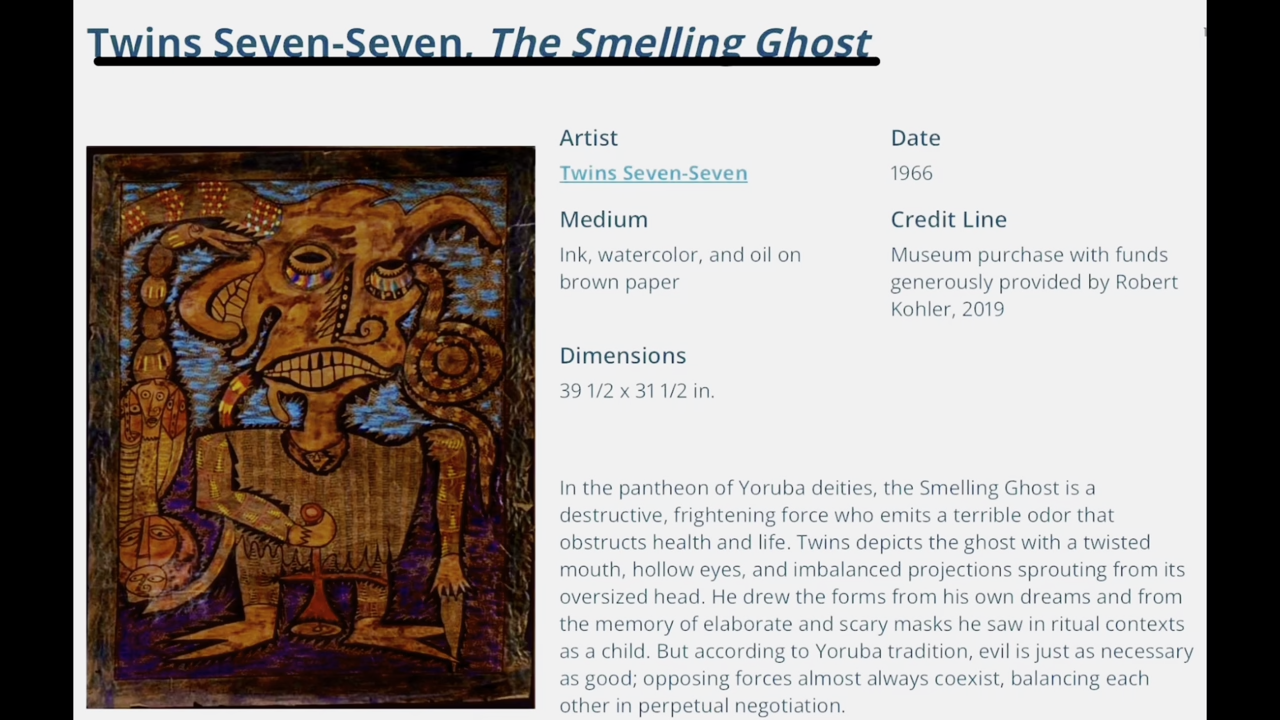 Twins Seven-Seven, The Smelling Ghost
Artist
Twins Seven-Seven
Date
1966
Medium
Ink, watercolor, and oil on
brown paper
Credit Line
Museum purchase with funds
generously provided by Robert
Kohler, 2019
Dimensions
39 1/2 x 31 1/2 in.
In the pantheon of Yoruba deities, the Smelling Ghost is a
destructive, frightening force who emits a terrible odor that
obstructs health and life. Twins depicts the ghost with a twisted
mouth, hollow eyes, and imbalanced projections sprouting from its
oversized head. He drew the forms from his own dreams and from
the memory of elaborate and scary masks he saw in ritual contexts
as a child. But according to Yoruba tradition, evil is just as necessary
as good; opposing forces almost always coexist, balancing each
other in perpetual negotiation.